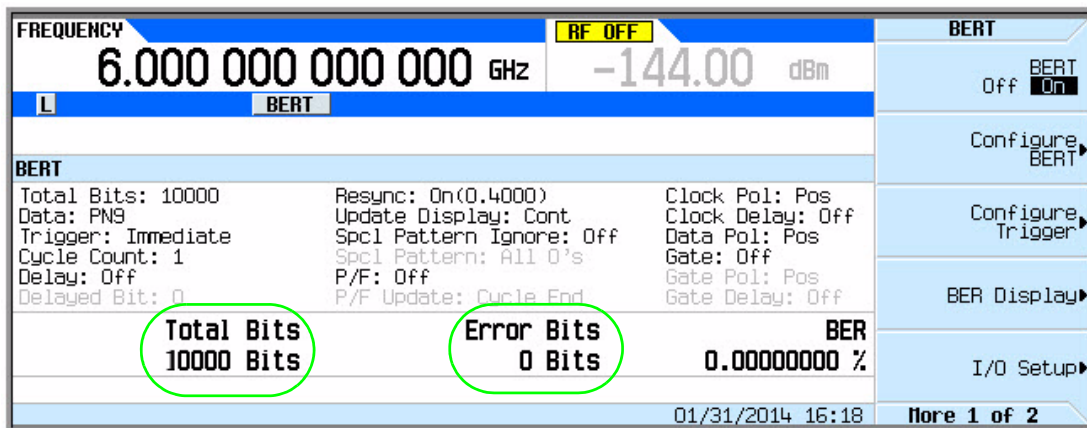 FREQUENCY
RF OFF
6.000 000 000 000 GHz
-144.00 dBm
L
BERT
BERT
Total Bits: 10000
Resync: On(0.4000)
Clock Pol: Pos
Data: PN9
Update Display: Cont
Clock Delay: Off
Trigger: Immediate
Spcl Pattern Ignore: Off
Data Pol: Pos
Cycle Count: 1
Spcl Pattern: All 0's
Gate: Off
Delay: Off
P/F: Off
Gate Pol: Pos
Delayed Bit: 0
P/F Update: Cycle End
Gate Delay: Off
Total Bits
Error Bits
BER
10000 Bits
0 Bits
0.00000000 %
01/31/2014 16:18
BERT
BERT
Off On
Configure
BERT
Configure
Trigger
BER Display
I/O Setup
More 1 of 2